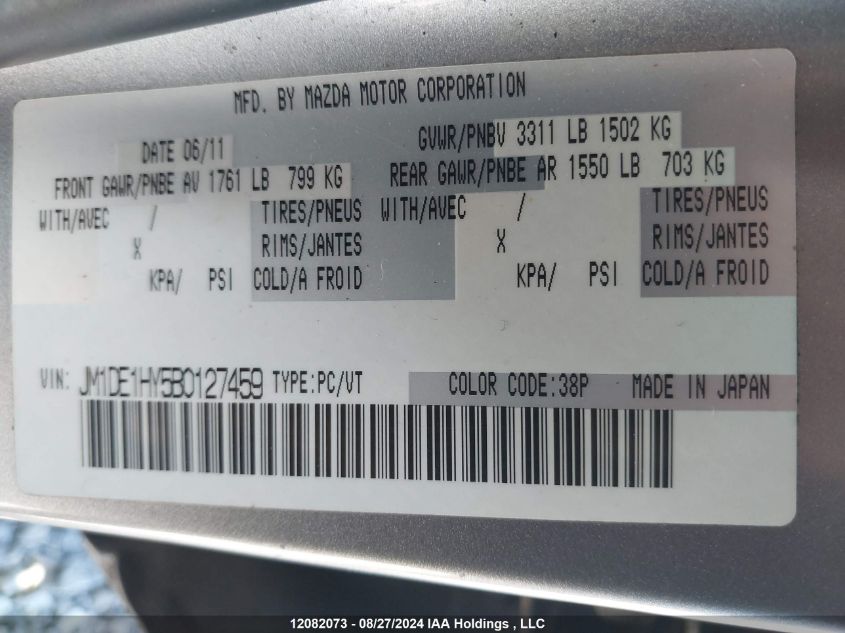 MFD. BY MAZDA MOTOR CORPORATION
DATE 06/11 GVWR/PNBV 3311 LB 1502 KG
FRONT GAWR/PNBE AV 1761 LB 799 KG REAR GAWR/PNBE AR 1550 LB 703 KG
WITH/AVEC / TIRES/PNEUS WITH/AVEC / TIRES/PNEUS
X RIMS/JANTES X RIMS/JANTES
KPA/ PSI COLD/A FROID KPA/ PSI COLD/A FROID
VIN: JM1DE1HY5B0127459 TYPE:PC/VT COLOR CODE:38P MADE IN JAPAN
12082073 - 08/27/2024 IAA Holdings , LLC